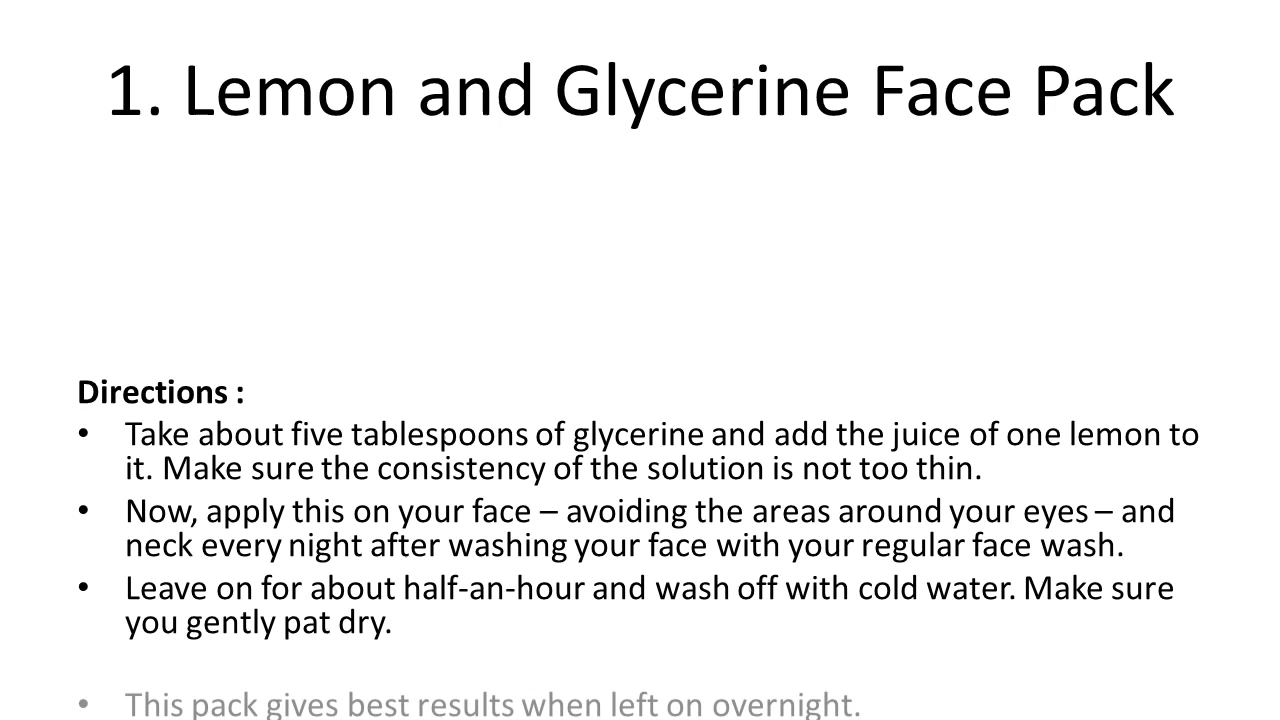 1. Lemon and Glycerine Face Pack
Directions :
• Take about five tablespoons of glycerine and add the juice of one lemon to
it. Make sure the consistency of the solution is not too thin.
• Now, apply this on your face – avoiding the areas around your eyes – and
neck every night after washing your face with your regular face wash.
• Leave on for about half-an-hour and wash off with cold water. Make sure
you gently pat dry.
• This pack gives best results when left on overnight.